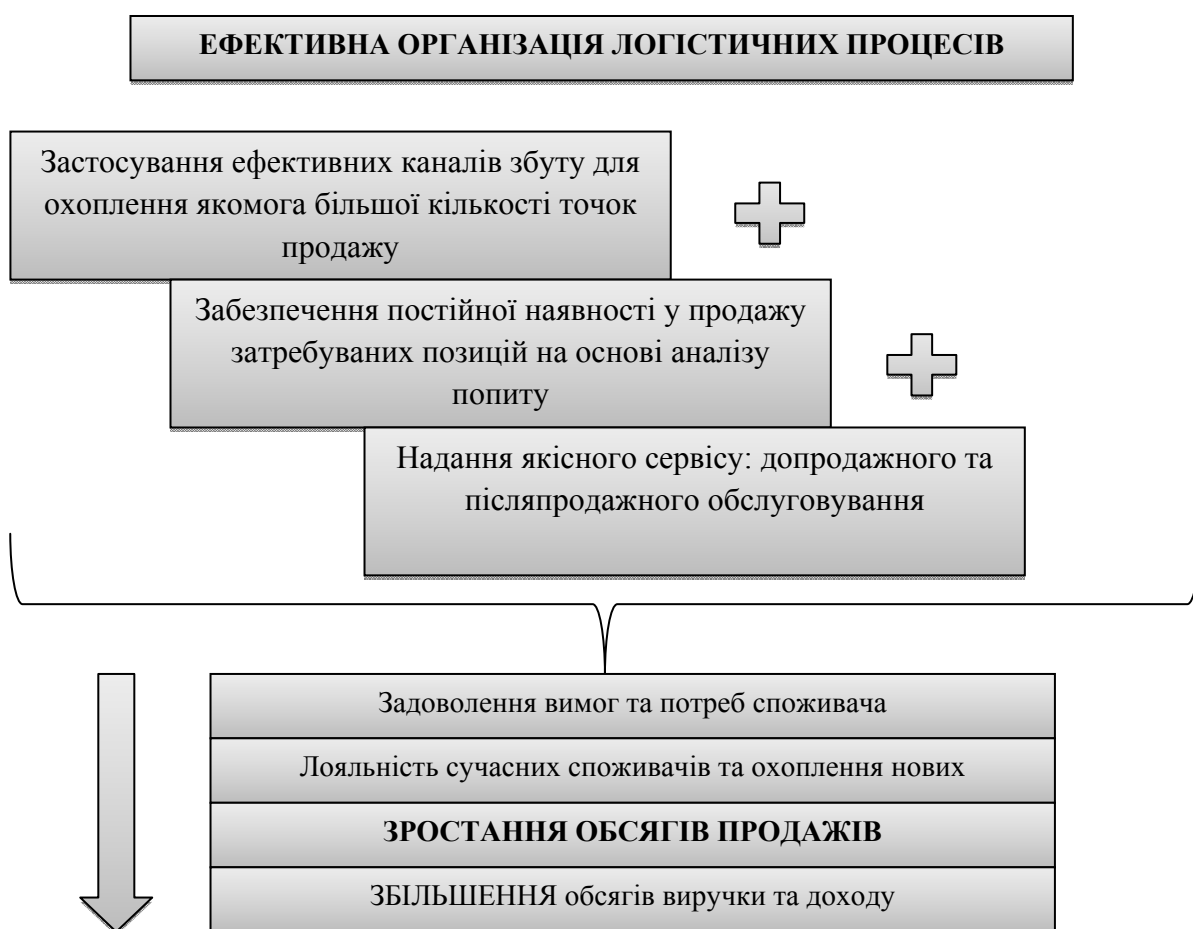 ЕФЕКТИВНА ОРГАНІЗАЦІЯ ЛОГІСТИЧНИХ ПРОЦЕСІВ
Застосування ефективних каналів збуту для
охоплення якомога більшої кількості точок
продажу
Забезпечення постійної наявності у продажу
затребуваних позицій на основі аналізу
попиту
Надання якісного сервісу: допродажного та
післяпродажного обслуговування
Задоволення вимог та потреб споживача
Лояльність сучасних споживачів та охоплення нових
ЗРОСТАННЯ ОБСЯГІВ ПРОДАЖІВ
ЗБІЛЬШЕННЯ обсягів виручки та доходу